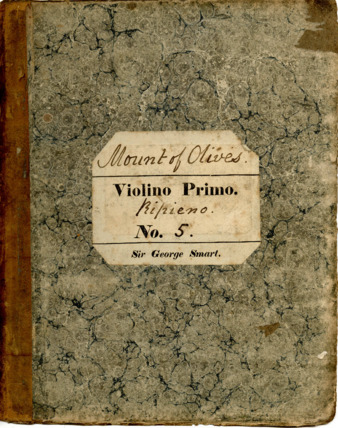 Mount of Olives.
Violino Primo.
Ripieno.
No. 5.
Sir George Smart.